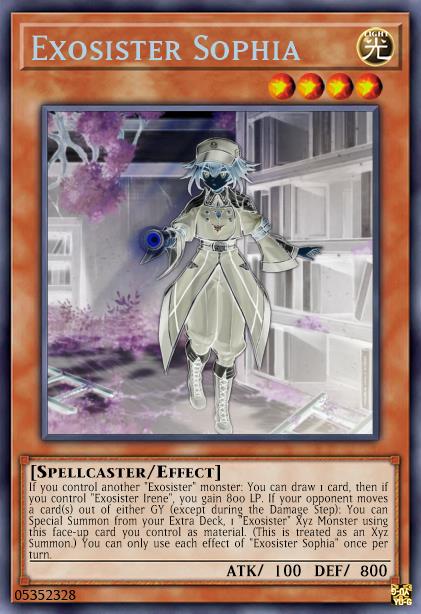 Exosister Sophia
LIGHT
光
[Spellcaster/Effect]
If you control another "Exosister" monster: You can draw 1 card, then if
you control "Exosister Irene", you gain 800 LP. If your opponent moves
a card(s) out of either GY (except during the Damage Step): You can
Special Summon from your Extra Deck, 1 "Exosister" Xyz Monster using
this face-up card you control as material. (This is treated as an Xyz
Summon.) You can only use each effect of "Exosister Sophia" once per
turn.
ATK/ 100 DEF/ 800
05352328